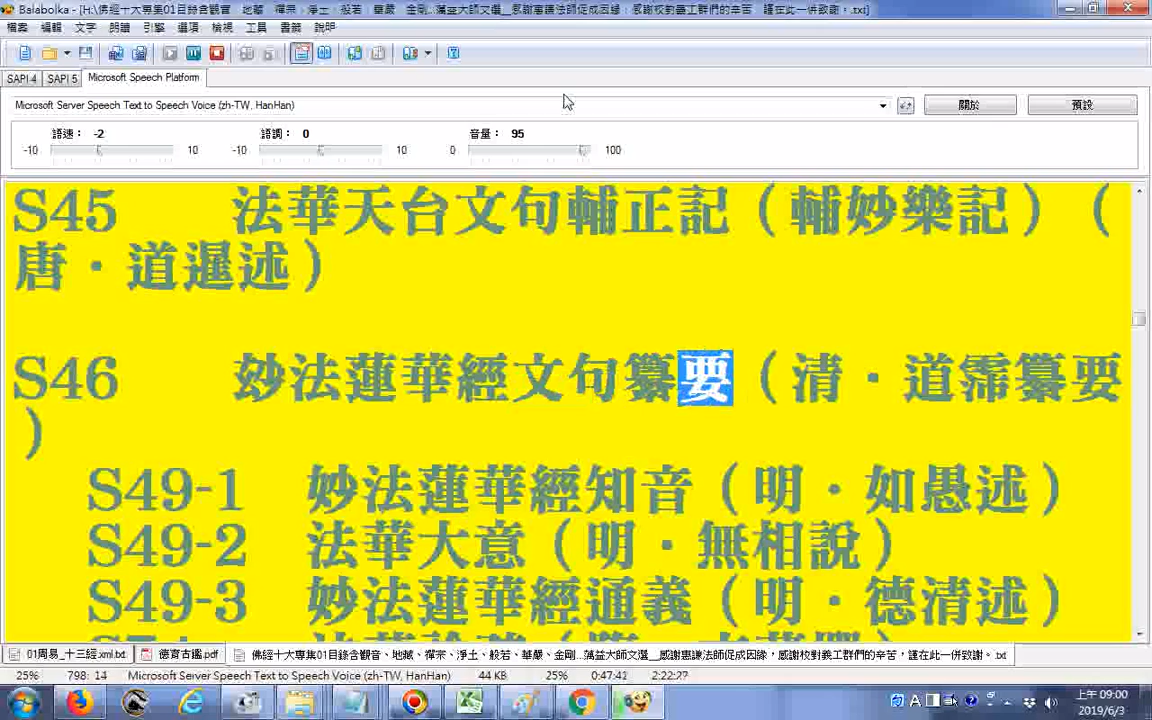 Balabolka - [H:\佛經十大專集01目錄含觀音、地藏、禪宗、淨土、般若、華嚴、金剛...蕅益大師文選__感謝惠謙法師促成因緣，感謝校對義工群們的辛苦，謹在此一併致謝。.txt]
檔案 編輯 文字 朗讀 引擎 選項 檢視 工具 書籤 說明
SAPI 4 SAPI 5 Microsoft Speech Platform
Microsoft Server Speech Text to Speech Voice (zh-TW, HanHan) 關於 預設
語速： -2 語調： 0 音量： 95
-10 10 -10 10 0 100
S45 法華天台文句輔正記（輔妙樂記）（
唐．道暹述）
S46 妙法蓮華經文句纂要（清．道霈纂要
）
S49-1 妙法蓮華經知音（明．如愚述）
S49-2 法華大意（明．無相說）
S49-3 妙法蓮華經通義（明．德清述）
01周易_十三經.xml.txt 德育古鑑.pdf 佛經十大專集01目錄含觀音、地藏、禪宗、淨土、般若、華嚴、金剛...蕅益大師文選__感謝惠謙法師促成因緣，感謝校對義工群們的辛苦，謹在此一併致謝。.txt
25% 798: 14 Microsoft Server Speech Text to Speech Voice (zh-TW, HanHan) 44 KB 25% 0:47:42 2:22:27
上午 09:00
2019/6/3